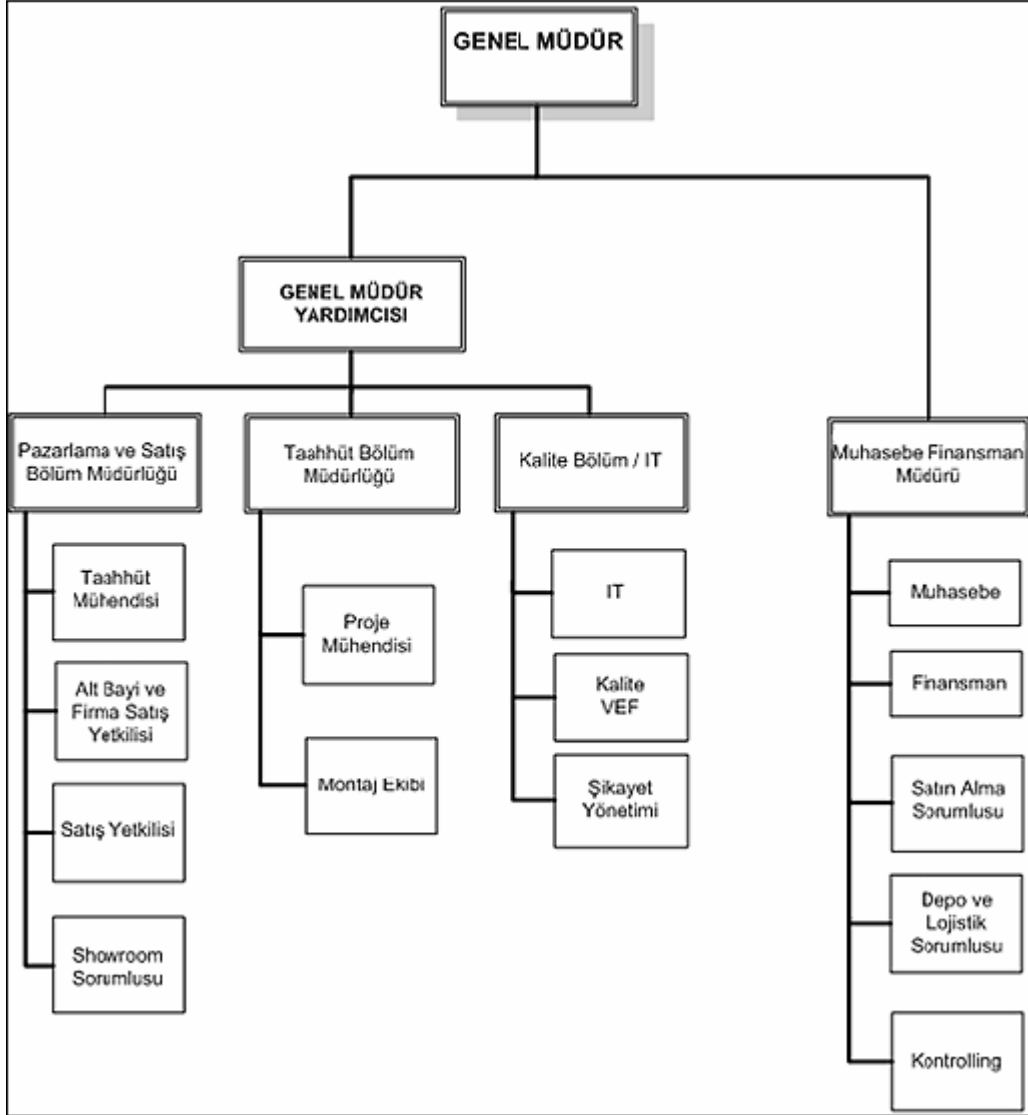 GENEL MÜDÜR
GENEL MÜDÜR
YARDIMCISI
Pazarlama ve Satış
Bölüm Müdürlüğü
Taahhüt Bölüm
Müdürlüğü
Kalite Bölüm / IT
Muhasebe Finansman
Müdürü
Taahhüt
Mühendisi
Alt Bayi ve
Firma Satış
Yetkilisi
Satış Yetkilisi
Showroom
Sorumlusu
Proje
Mühendisi
Montaj Ekibi
IT
Kalite
VEF
Şikayet
Yönetimi
Muhasebe
Finansman
Satın Alma
Sorumlusu
Depo ve
Lojistik
Sorumlusu
Kontrolling